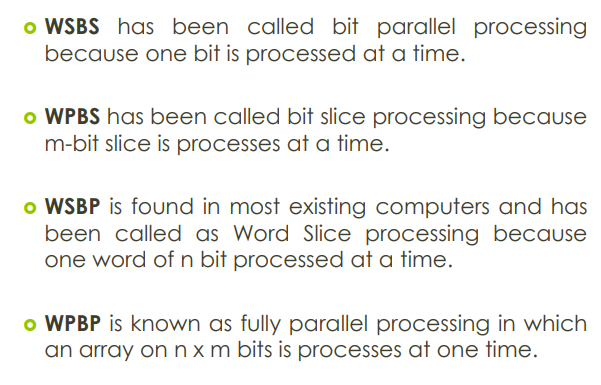 WSBS has been called bit parallel processing
because one bit is processed at a time.
WPBS has been called bit slice processing because
m-bit slice is processes at a time.
WSBP is found in most existing computers and has
been called as Word Slice processing because
one word of n bit processed at a time.
WPBP is known as fully parallel processing in which
an array on n x m bits is processes at one time.